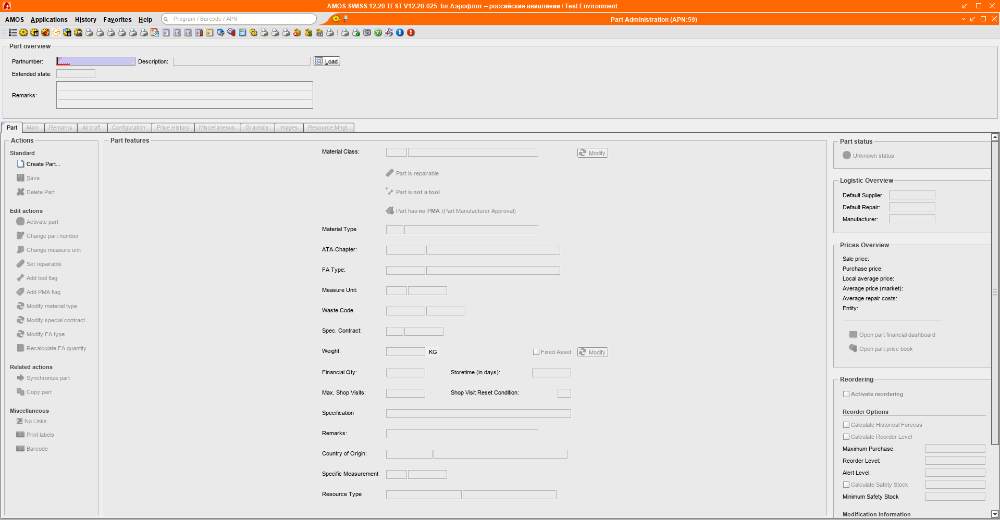 AMOS SWISS 12.20 TEST V12.20-025  for Аэрофлот – российские авиалинии / Test Environment
AMOS Applications History Favorites Help Program / Barcode / APN
Part Administration (APN:59)
Part overview
Partnumber: Description: Load
Extended state:
Remarks:
Part Main Remarks Aircraft Configuration Price History Miscellaneous Graphics Images Resource Mngt.
Actions
Standard
Create Part...
Save
Delete Part
Edit actions
Activate part
Change part number
Change measure unit
Set repairable
Add tool flag
Add PMA flag
Modify material type
Modify special contract
Modify FA type
Recalculate FA quantity
Related actions
Synchronize part
Copy part
Miscellaneous
No Links
Print labels
Barcode
Part features
Material Class: Modify
Part is repairable
Part is not a tool
Part has no PMA (Part Manufacturer Approval)
Material Type
ATA-Chapter:
FA Type:
Measure Unit:
Waste Code
Spec. Contract:
Weight: KG Fixed Asset Modify
Financial Qty: Storetime (in days):
Max. Shop Visits: Shop Visit Reset Condition:
Specification
Remarks:
Country of Origin:
Specific Measurement
Resource Type
Part status
Unknown status
Logistic Overview
Default Supplier:
Default Repair:
Manufacturer:
Prices Overview
Sale price:
Purchase price:
Local average price:
Average price (market):
Average repair costs:
Entity:
Open part financial dashboard
Open part price book
Reordering
Activate reordering
Reorder Options
Calculate Historical Forecas
Calculate Reorder Level
Maximum Purchase:
Reorder Level:
Alert Level:
Calculate Safety Stock
Minimum Safety Stock
Modification information